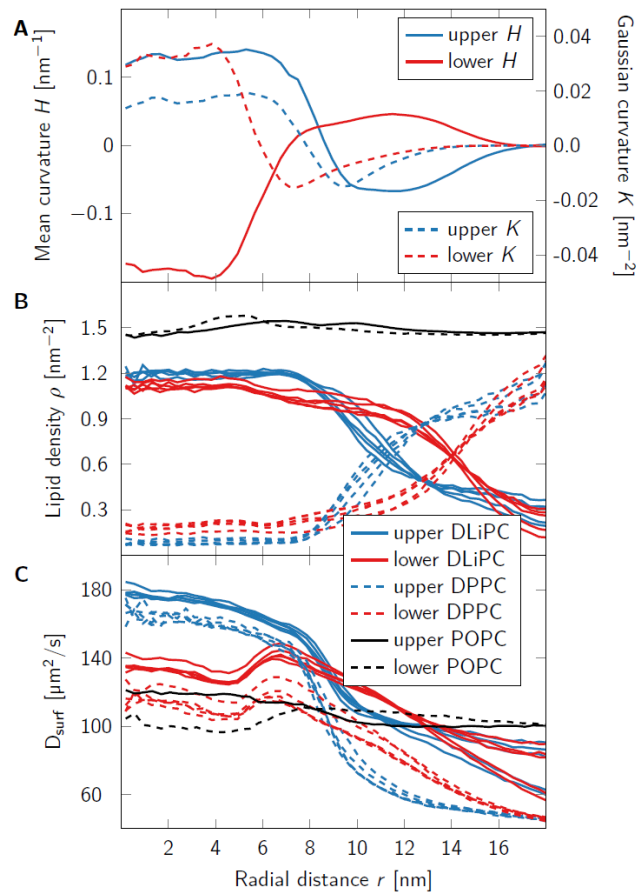 A
Mean curvature H [nm⁻¹]
0.1
0
−0.1
upper H
lower H
upper K
lower K
0.04
0.02
0.00
-0.02
-0.04
Gaussian curvature K [nm⁻²]
B
Lipid density ρ [nm⁻²]
1.5
1.2
0.9
0.6
0.3
upper DLiPC
lower DLiPC
upper DPPC
lower DPPC
upper POPC
lower POPC
C
D_surf [μm²/s]
180
140
100
60
2 4 6 8 10 12 14 16
Radial distance r [nm]